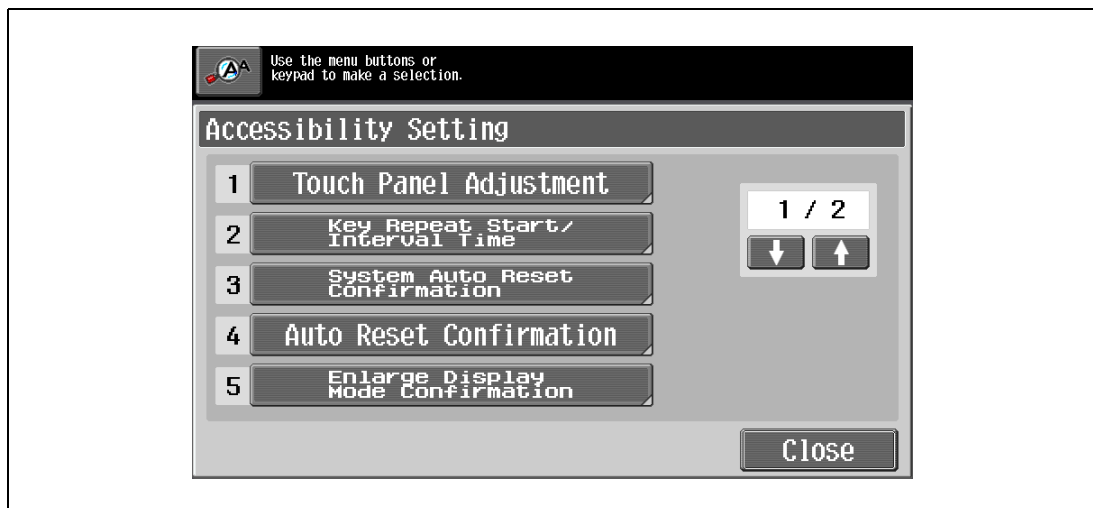 Use the menu buttons or
keypad to make a selection.
Accessibility Setting
1 Touch Panel Adjustment
2 Key Repeat Start/
Interval Time
1 / 2
3 System Auto Reset
Confirmation
4 Auto Reset Confirmation
5 Enlarge Display
Mode Confirmation
Close